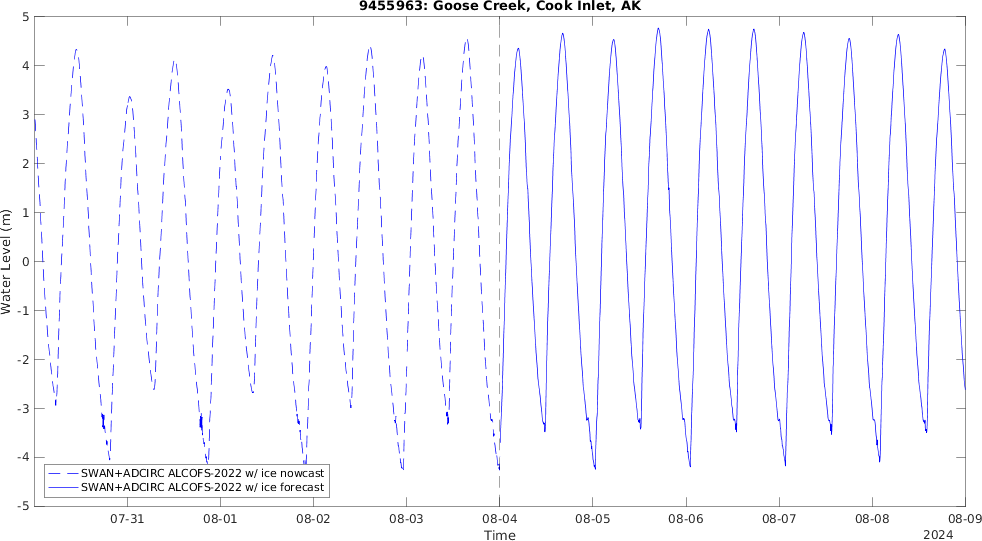 9455963: Goose Creek, Cook Inlet, AK
Water Level (m)
5
4
3
2
1
0
-1
-2
-3
-4
-5
SWAN+ADCIRC ALCOFS-2022 w/ ice nowcast
SWAN+ADCIRC ALCOFS-2022 w/ ice forecast
07-31 08-01 08-02 08-03 08-04 08-05 08-06 08-07 08-08 08-09
Time
2024